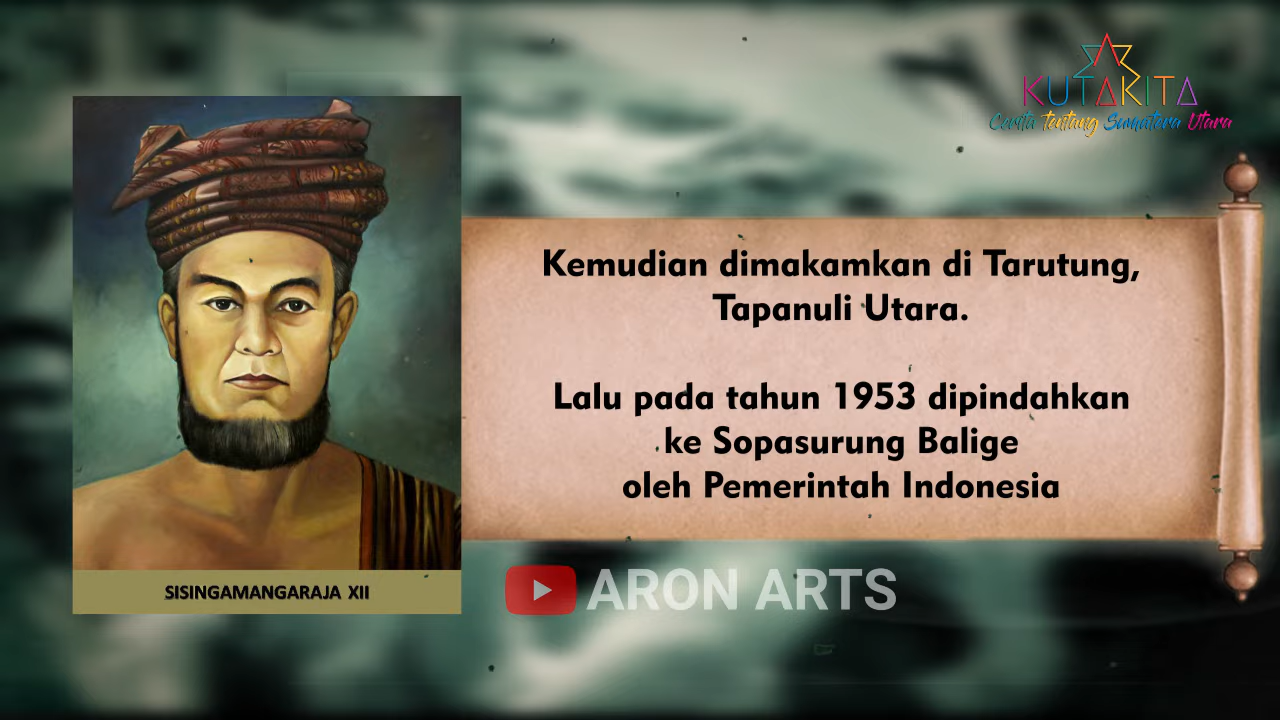 KUTAKITA
Cerita Tentang Sumatera Utara
Kemudian dimakamkan di Tarutung,
Tapanuli Utara.
Lalu pada tahun 1953 dipindahkan
ke Sopasurung Balige
oleh Pemerintah Indonesia
SISINGAMANGARAJA XII
ARON ARTS